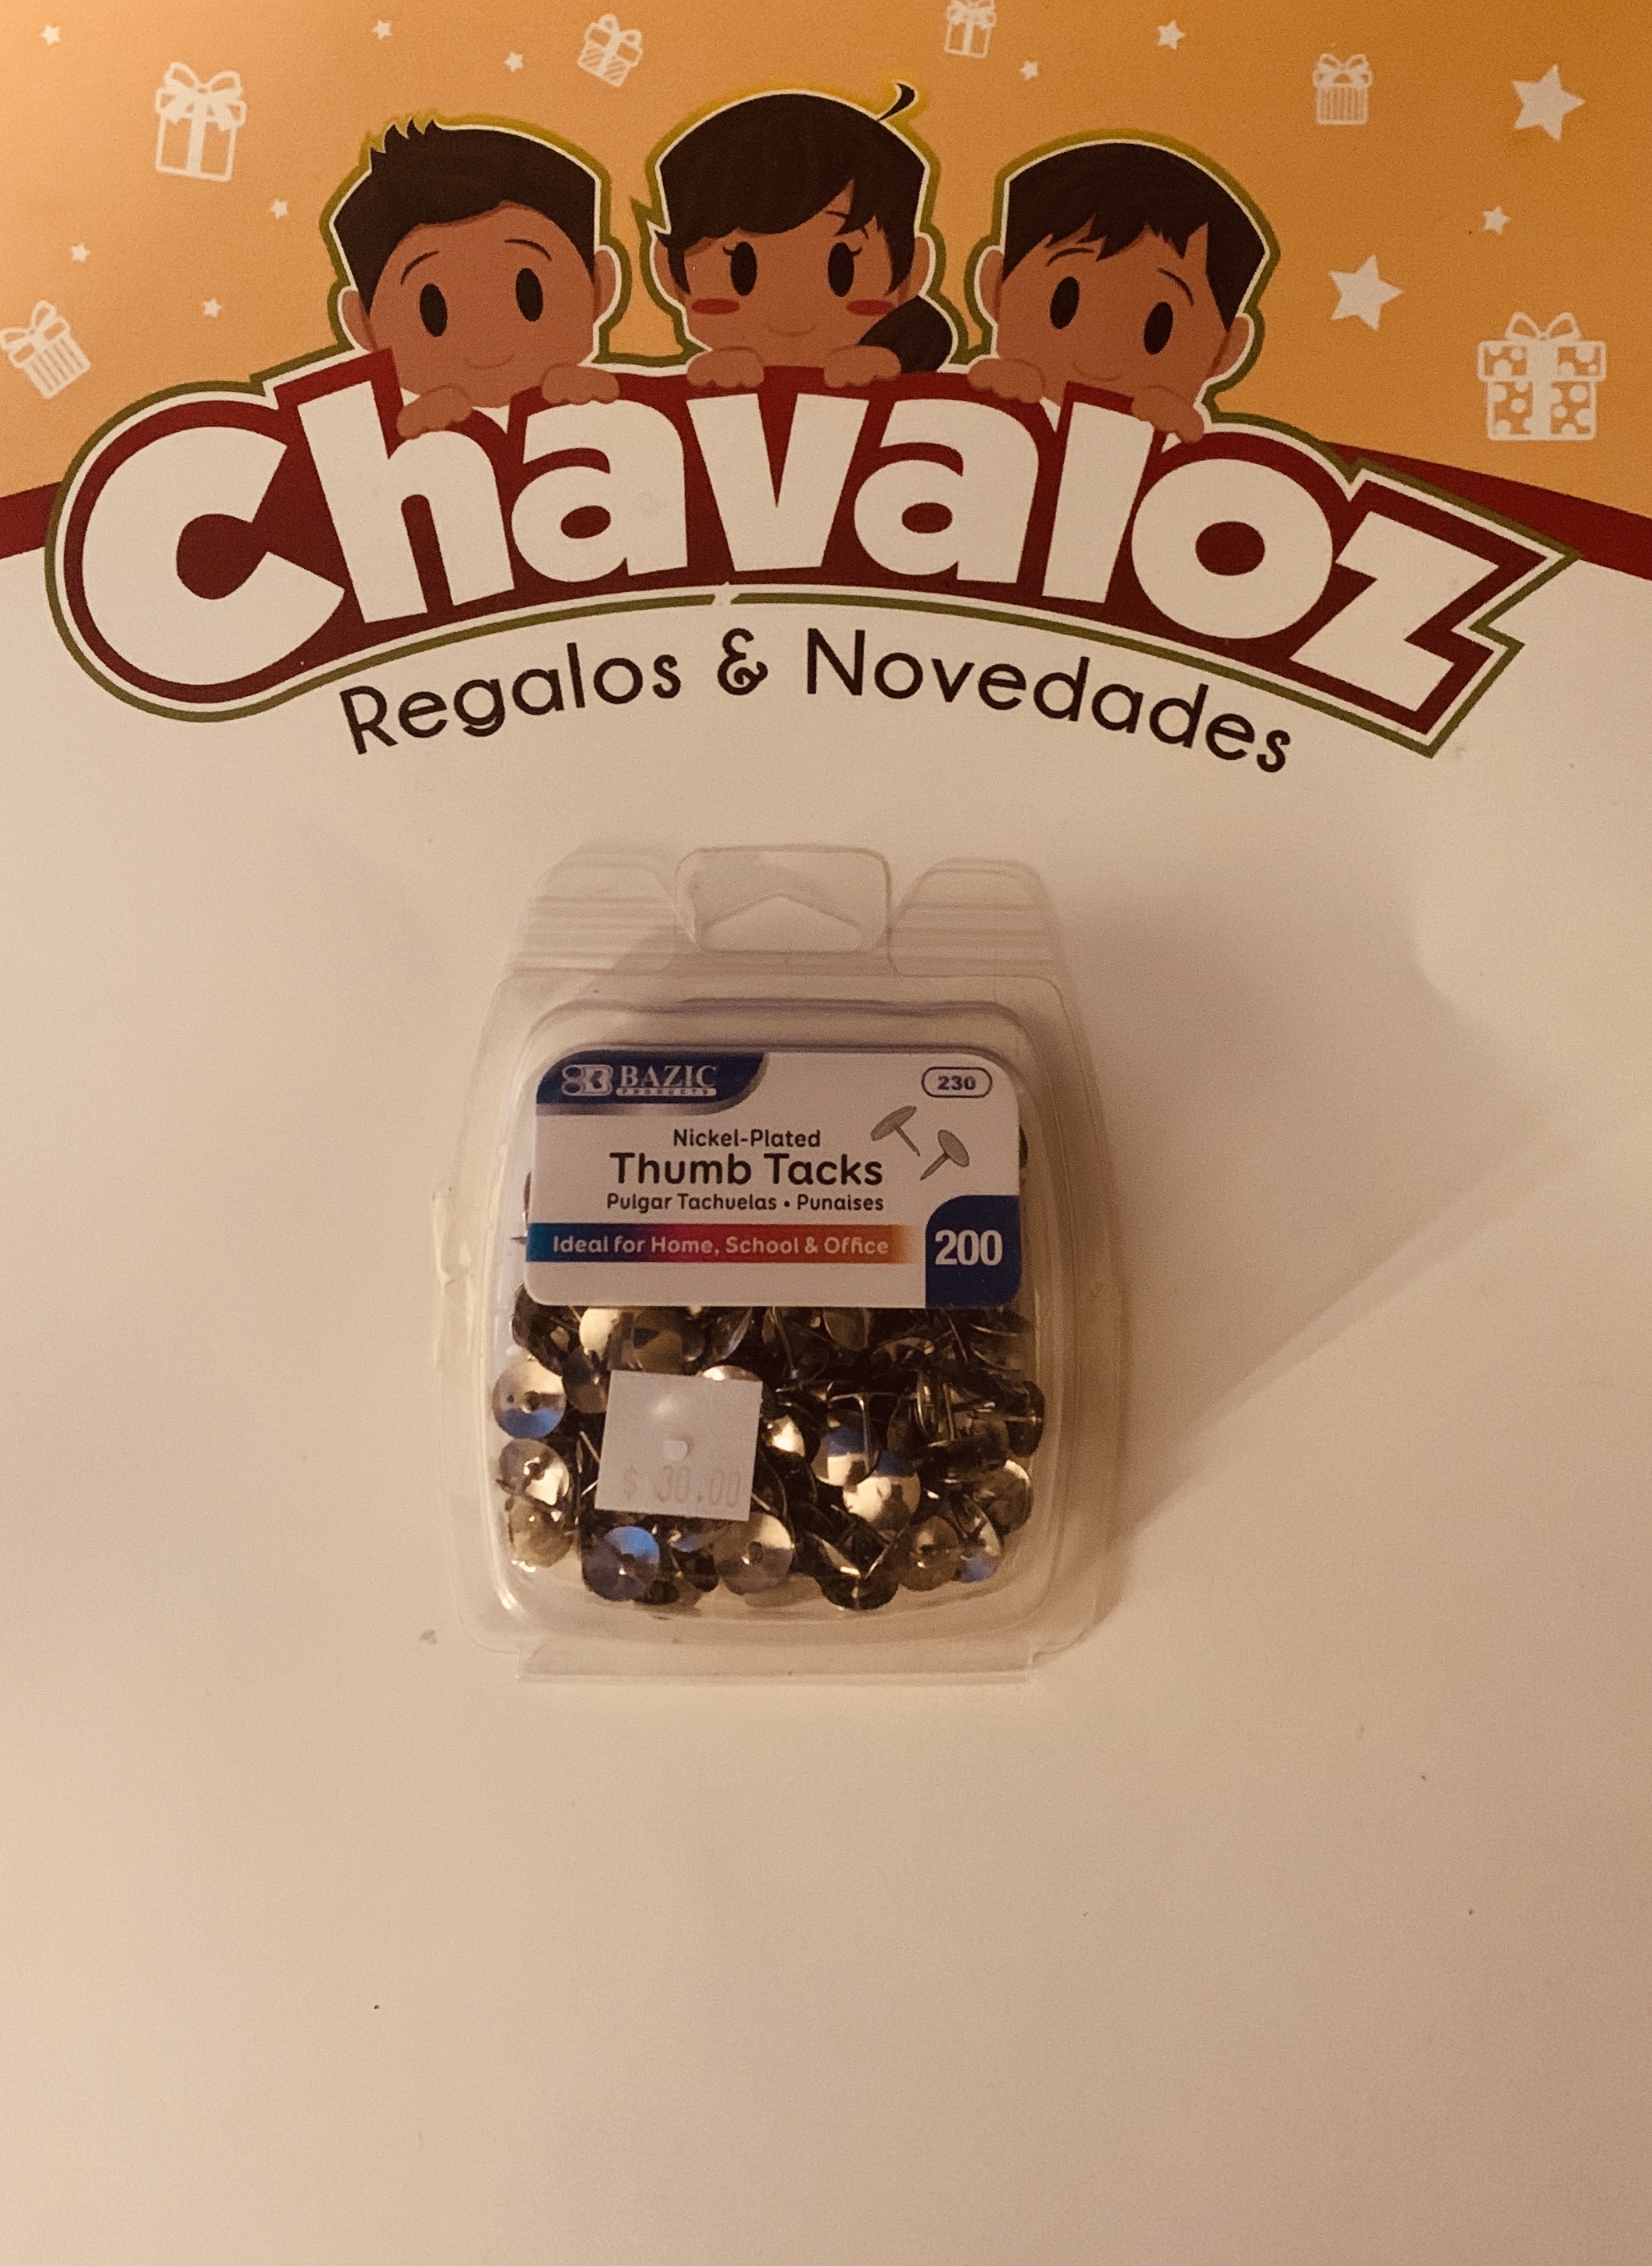 Chavaloz
Regalos & Novedades
BAZIC
PRODUCTS
230
Nickel-Plated
Thumb Tacks
Pulgar Tachuelas • Punaises
Ideal for Home, School & Office
200
$ 30.00